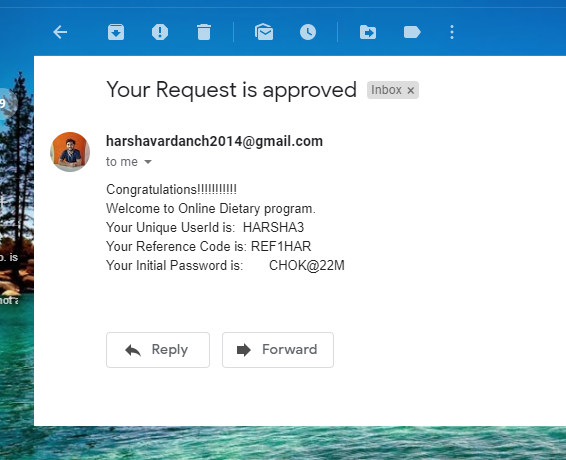 Your Request is approved Inbox ×
9
harshavardanch2014@gmail.com
to me
Congratulations!!!!!!!!!!!
Welcome to Online Dietary program.
Your Unique UserId is: HARSHA3
Your Reference Code is: REF1HAR
o. is
Your Initial Password is: CHOK@22M
not a
Reply Forward